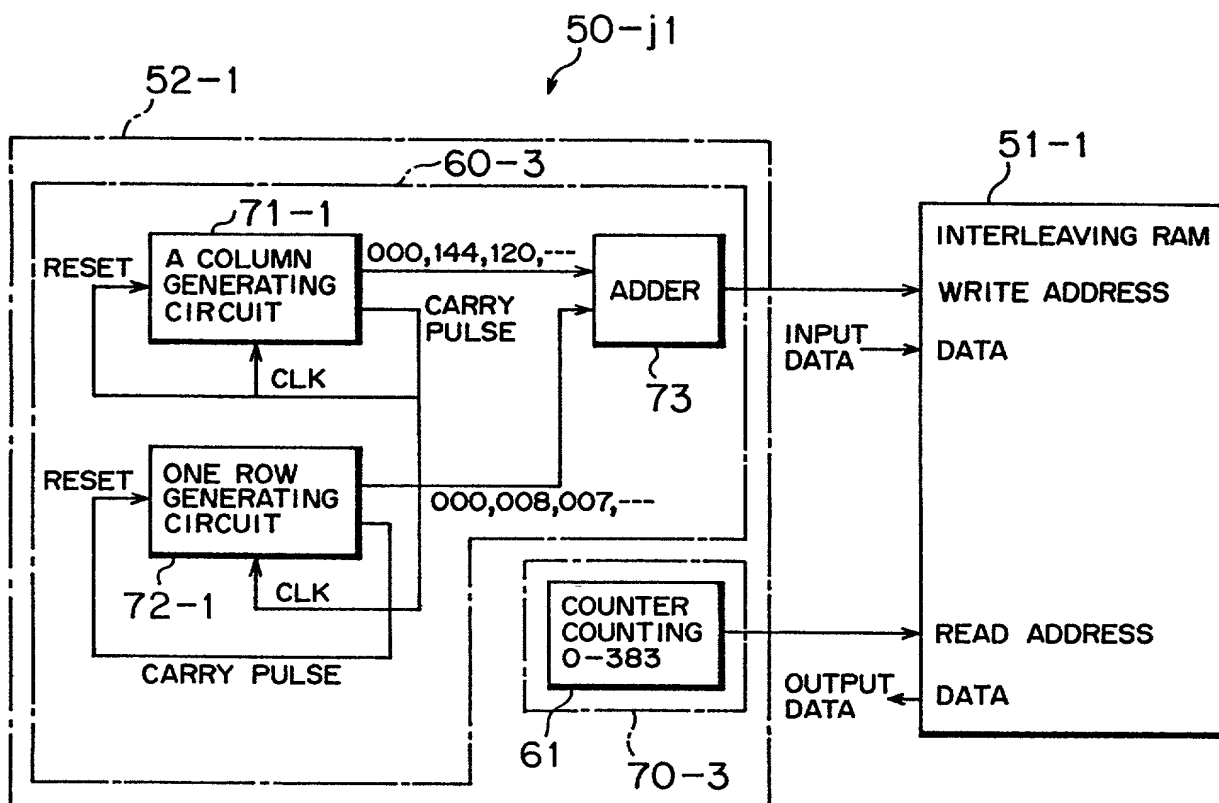 50-j1
52-1
60-3
51-1
71-1
RESET
A COLUMN
GENERATING
CIRCUIT
000,144,120,---
CARRY
PULSE
CLK
ADDER
73
INTERLEAVING RAM
WRITE ADDRESS
INPUT
DATA
DATA
RESET
ONE ROW
GENERATING
CIRCUIT
000,008,007,---
72-1
CLK
CARRY PULSE
COUNTER
COUNTING
0-383
61
70-3
READ ADDRESS
OUTPUT
DATA
DATA